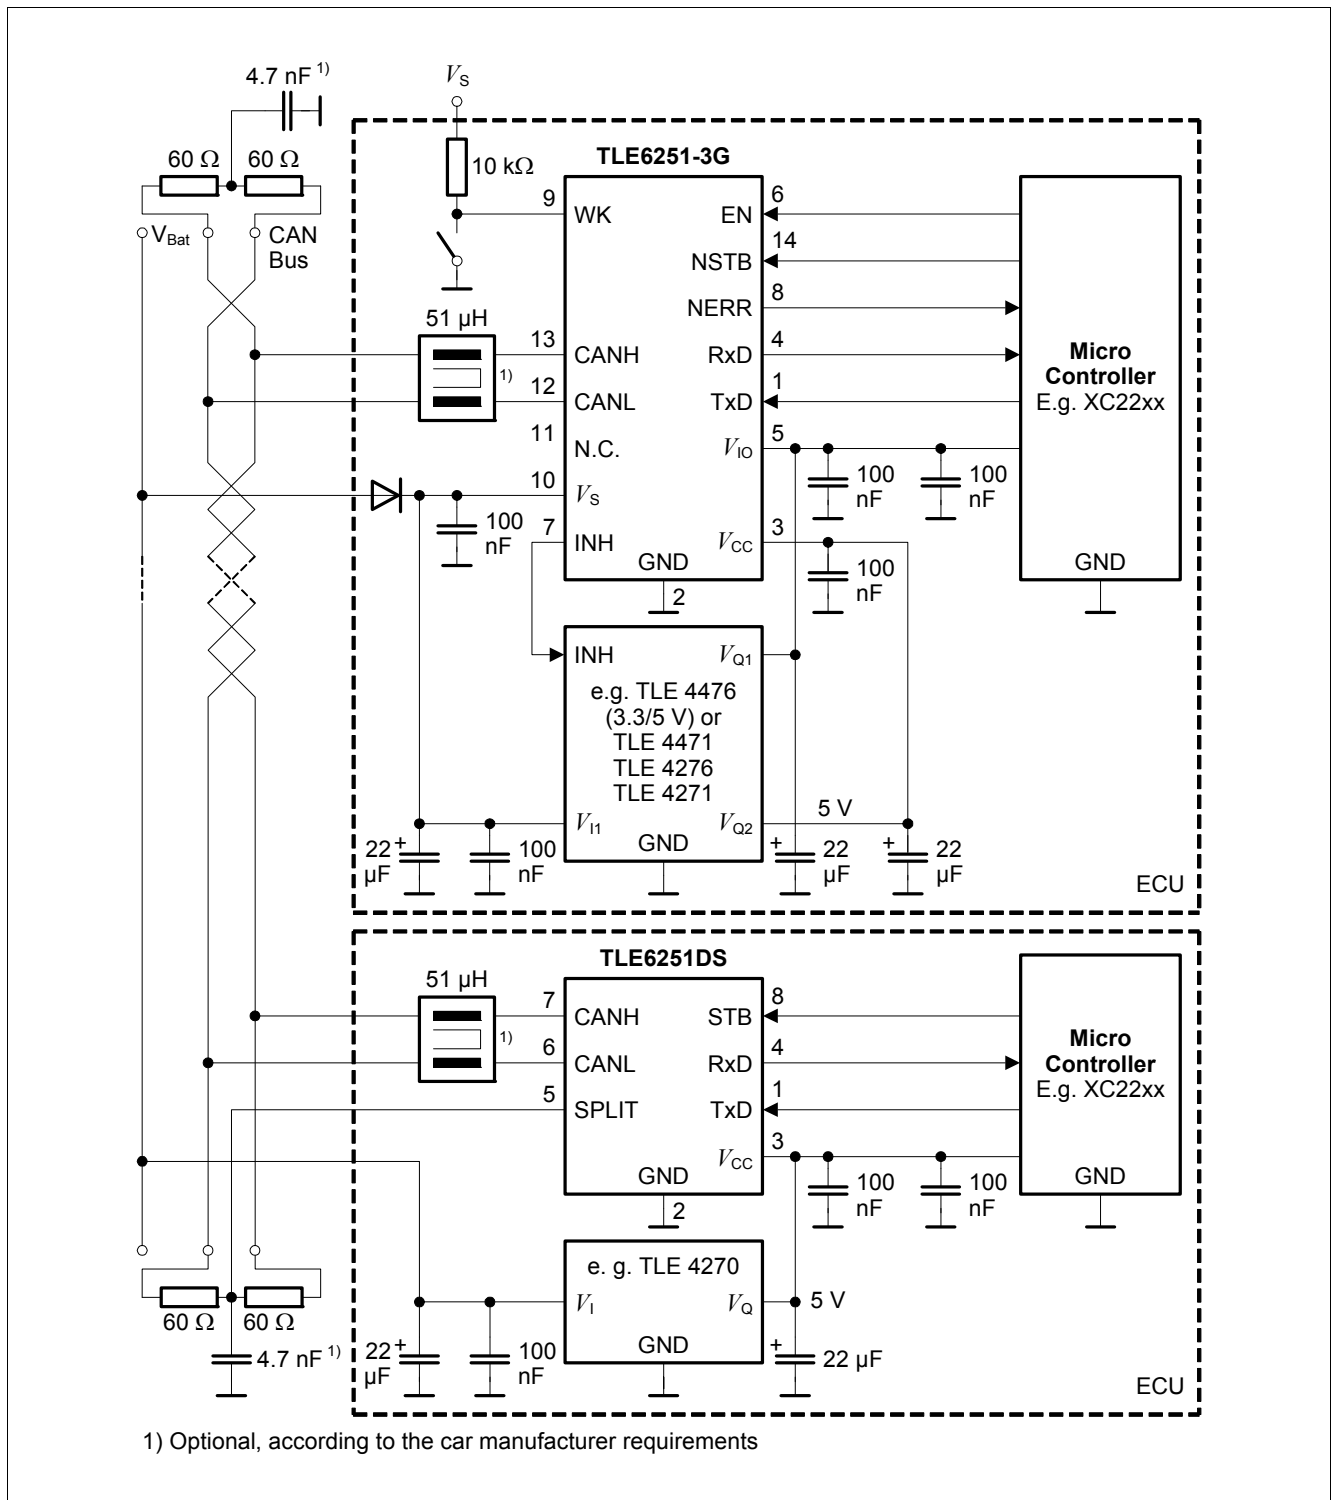 4.7 nF 1)
VS
60 Ω
60 Ω
10 kΩ
VBat
CAN
Bus
TLE6251-3G
9
WK
EN
6
NSTB
14
NERR
8
51 µH
1)
13
CANH
RxD
4
12
CANL
TxD
1
11
N.C.
VIO
5
10
VS
7
INH
VCC
3
GND
2
100
nF
100
nF
100
nF
100
nF
Micro
Controller
E.g. XC22xx
GND
INH
VQ1
e.g. TLE 4476
(3.3/5 V) or
TLE 4471
TLE 4276
TLE 4271
VI1
VQ2
5 V
GND
22
µF
+
100
nF
+
22
µF
+
22
µF
ECU
TLE6251DS
51 µH
1)
7
CANH
STB
8
6
CANL
RxD
4
5
SPLIT
TxD
1
VCC
3
GND
2
100
nF
100
nF
Micro
Controller
E.g. XC22xx
GND
e. g. TLE 4270
VI
VQ
5 V
GND
60 Ω
60 Ω
4.7 nF 1)
22
µF
+
100
nF
+
22 µF
ECU
1) Optional, according to the car manufacturer requirements